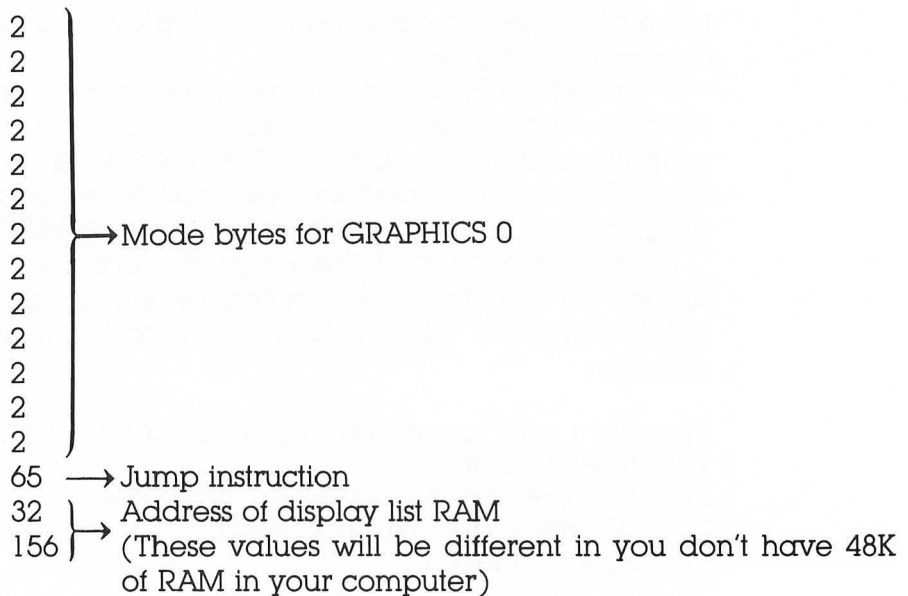 2
2
2
2
2
2
2 → Mode bytes for GRAPHICS 0
2
2
2
2
2
2
65 → Jump instruction
32 → Address of display list RAM
156 (These values will be different in you don't have 48K
of RAM in your computer)